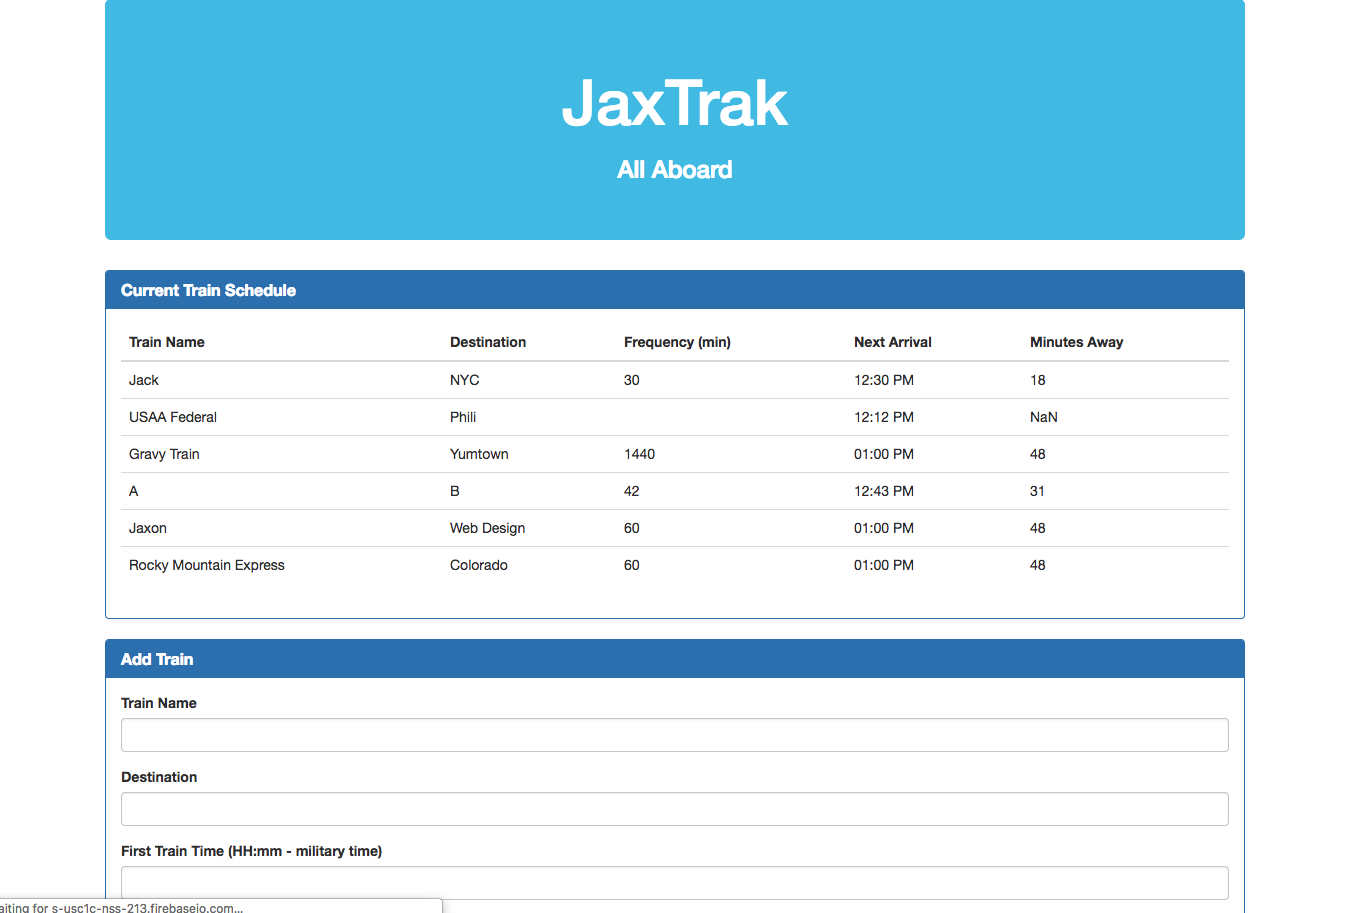 JaxTrak
All Aboard
Current Train Schedule
Train Name Destination Frequency (min) Next Arrival Minutes Away
Jack NYC 30 12:30 PM 18
USAA Federal Phili 12:12 PM NaN
Gravy Train Yumtown 1440 01:00 PM 48
A B 42 12:43 PM 31
Jaxon Web Design 60 01:00 PM 48
Rocky Mountain Express Colorado 60 01:00 PM 48
Add Train
Train Name
Destination
First Train Time (HH:mm - military time)
aiting for s-usc1c-nss-213.firebaseio.com...